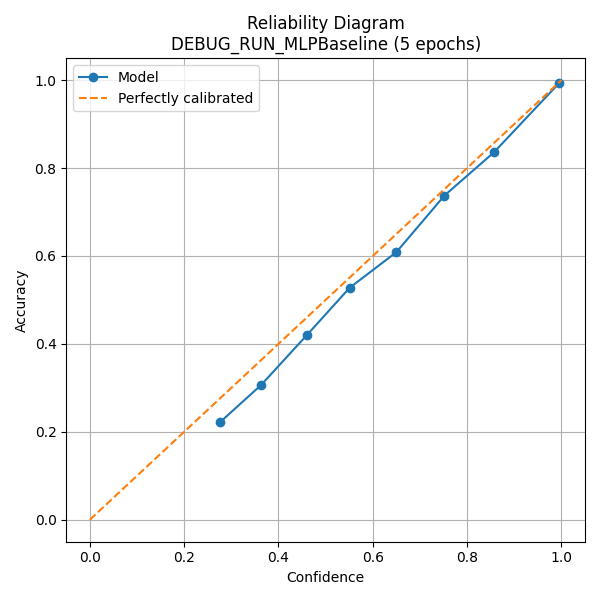 Reliability Diagram
DEBUG_RUN_MLPBaseline (5 epochs)
Model
Perfectly calibrated
1.0
0.8
0.6
0.4
0.2
0.0
Accuracy
0.0 0.2 0.4 0.6 0.8 1.0
Confidence